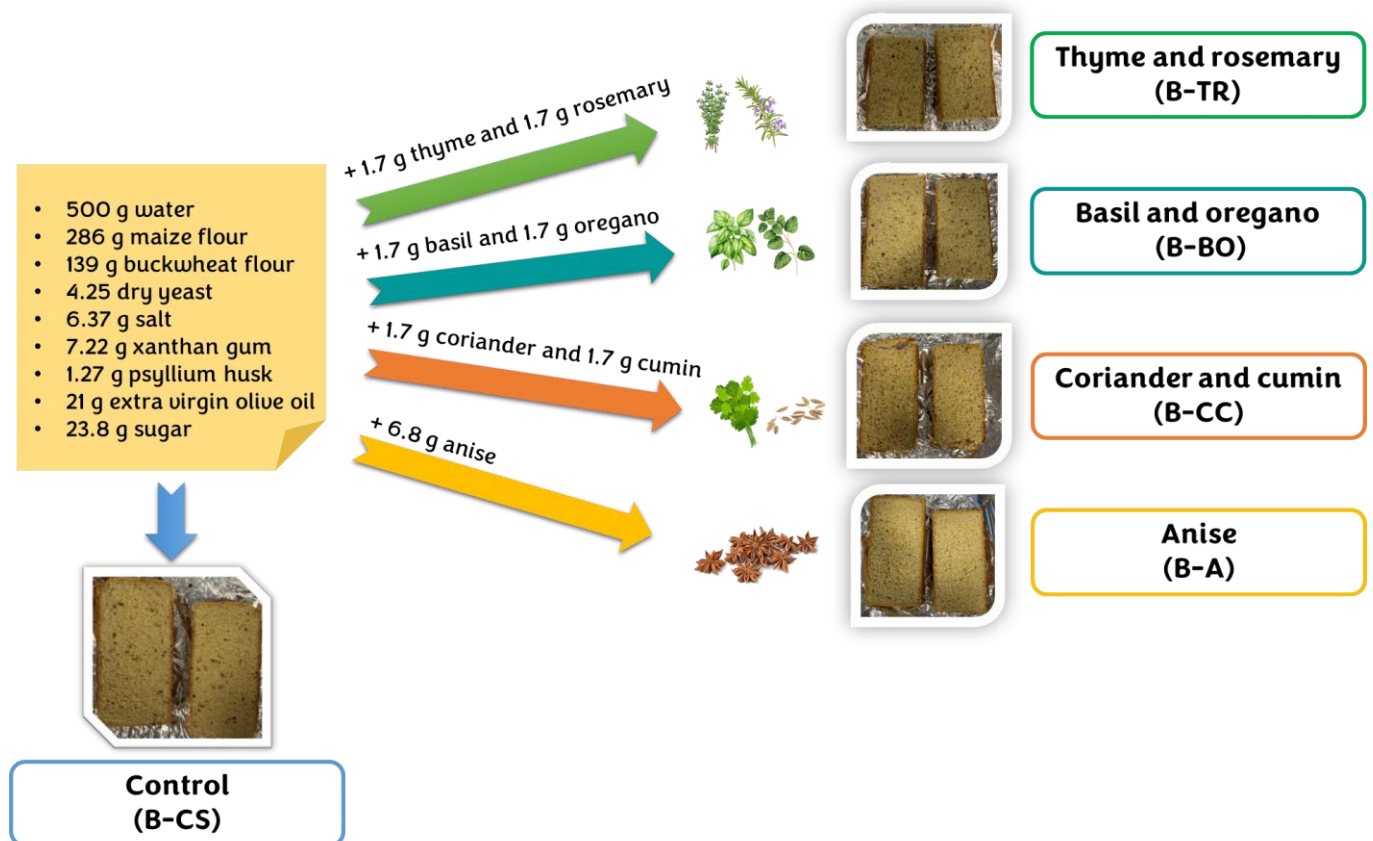 • 500 g water
• 286 g maize flour
• 139 g buckwheat flour
• 4.25 dry yeast
• 6.37 g salt
• 7.22 g xanthan gum
• 1.27 g psyllium husk
• 21 g extra virgin olive oil
• 23.8 g sugar
+ 1.7 g thyme and 1.7 g rosemary
+ 1.7 g basil and 1.7 g oregano
+ 1.7 g coriander and 1.7 g cumin
+ 6.8 g anise
Thyme and rosemary
(B-TR)
Basil and oregano
(B-BO)
Coriander and cumin
(B-CC)
Anise
(B-A)
Control
(B-CS)